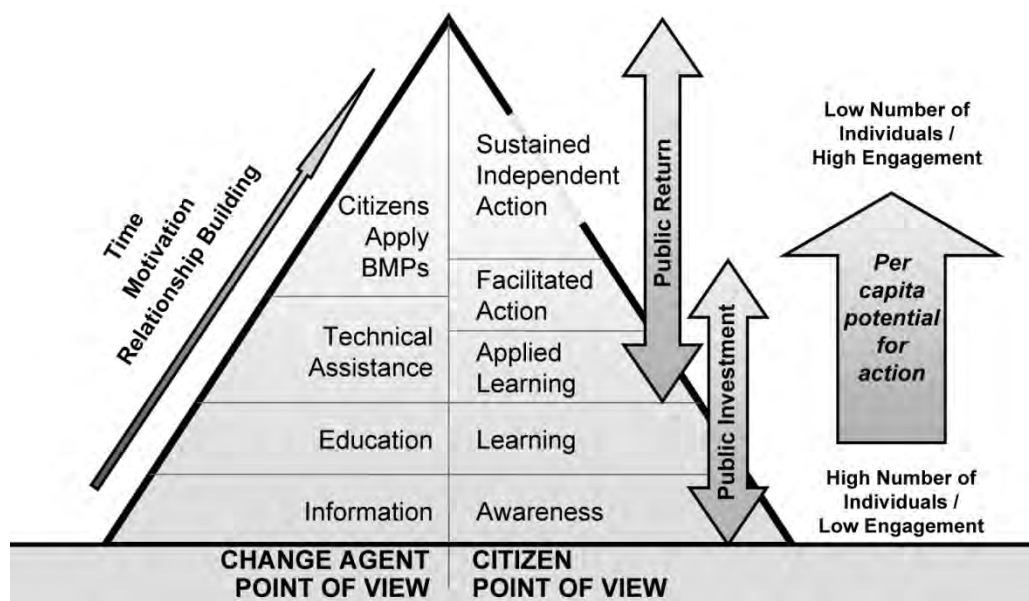 Time
Motivation
Relationship Building
Citizens
Apply
BMPs
Technical
Assistance
Education
Information
CHANGE AGENT
POINT OF VIEW
Sustained
Independent
Action
Facilitated
Action
Applied
Learning
Learning
Awareness
CITIZEN
POINT OF VIEW
Public Return
Public Investment
Low Number of
Individuals /
High Engagement
Per
capita
potential
for
action
High Number of
Individuals /
Low Engagement